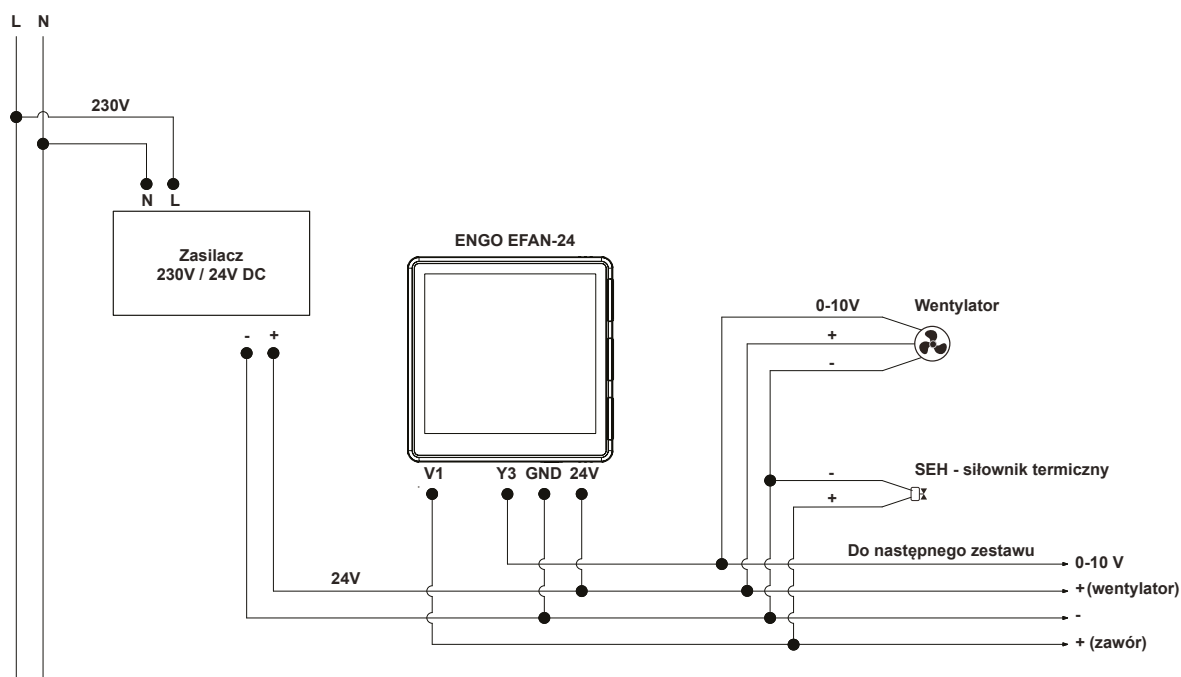 L N
230V
N L
Zasilacz
230V / 24V DC
- +
ENGO EFAN-24
V1 Y3 GND 24V
0-10V
Wentylator
+
-
-
SEH - siłownik termiczny
+
Do następnego zestawu
0-10 V
24V
+(wentylator)
-
+ (zawór)